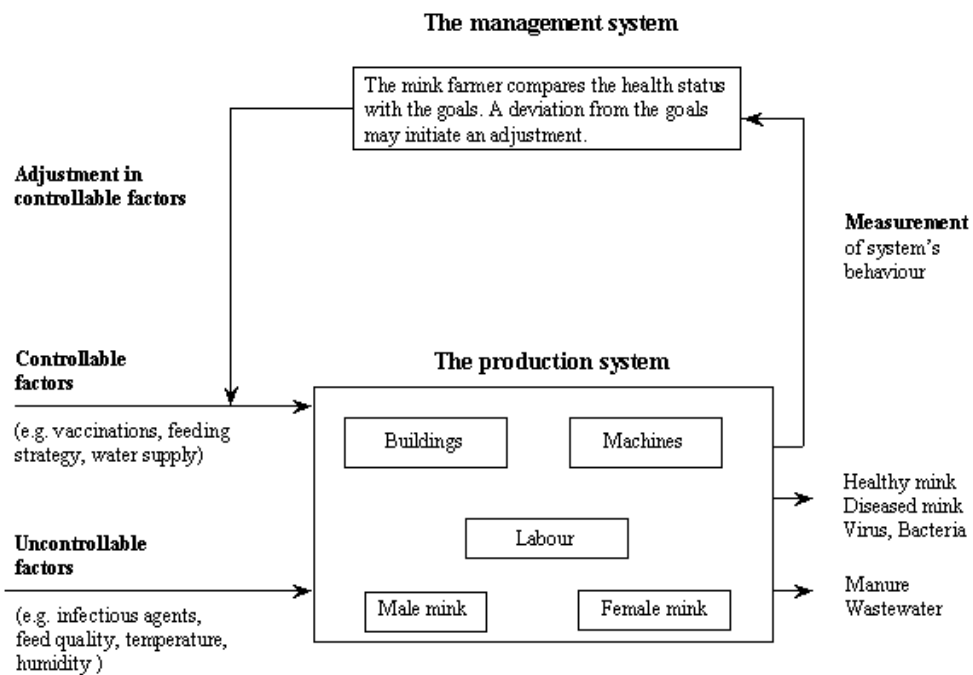 The management system
The mink farmer compares the health status
with the goals. A deviation from the goals
may initiate an adjustment.
Adjustment in
controllable factors
Measurement
of system's
behaviour
Controllable
factors
(e.g. vaccinations, feeding
strategy, water supply)
The production system
Buildings
Machines
Labour
Male mink
Female mink
Healthy mink
Diseased mink
Virus, Bacteria
Manure
Wastewater
Uncontrollable
factors
(e.g. infectious agents,
feed quality, temperature,
humidity )